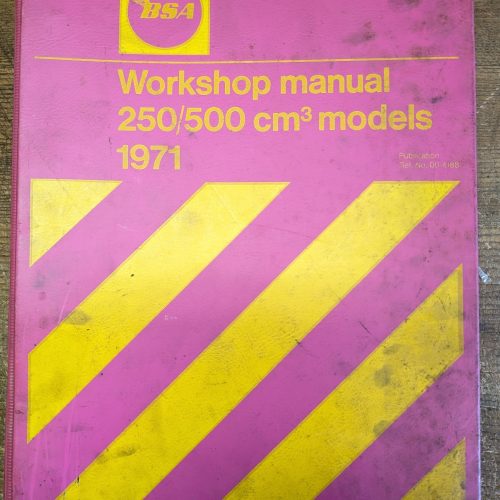 BSA
Workshop manual
250/500 cm³ models
1971
Publication